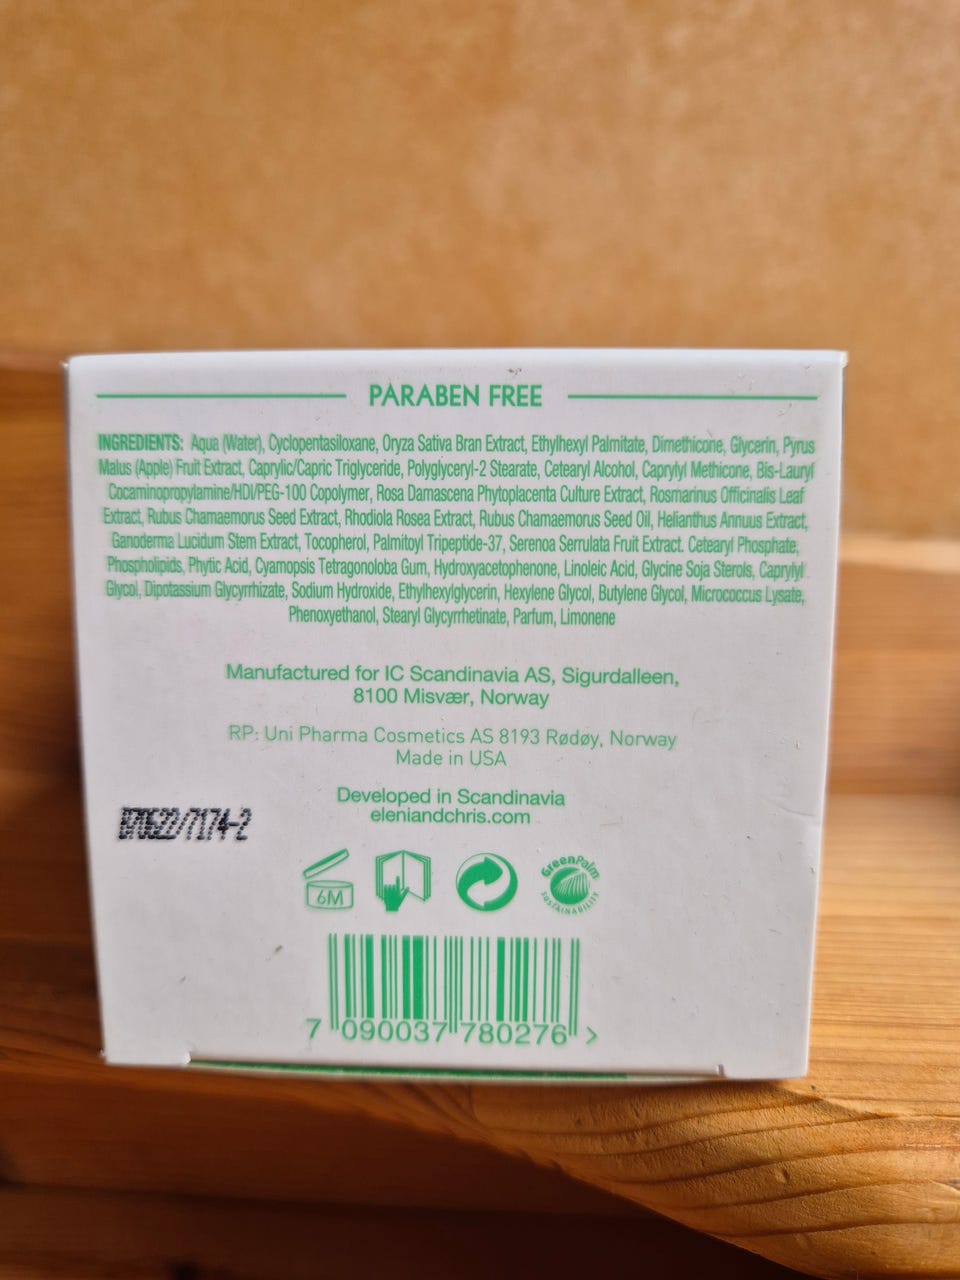 PARABEN FREE
INGREDIENTS: Aqua (Water), Cyclopentasiloxane, Oryza Sativa Bran Extract, Ethylhexyl Palmitate, Dimethicone, Glycerin, Pyrus
Malus (Apple) Fruit Extract, Caprylic/Capric Triglyceride, Polyglyceryl-2 Stearate, Cetearyl Alcohol, Caprylyl Methicone, Bis-Lauryl
Cocaminopropylamine/HDI/PEG-100 Copolymer, Rosa Damascena Phytoplacenta Culture Extract, Rosmarinus Officinalis Leaf
Extract, Rubus Chamaemorus Seed Extract, Rhodiola Rosea Extract, Rubus Chamaemorus Seed Oil, Helianthus Annuus Extract,
Ganoderma Lucidum Stem Extract, Tocopherol, Palmitoyl Tripeptide-37, Serenoa Serrulata Fruit Extract. Cetearyl Phosphate,
Phospholipids, Phytic Acid, Cyamopsis Tetragonoloba Gum, Hydroxyacetophenone, Linoleic Acid, Glycine Soja Sterols, Caprylyl
Glycol, Dipotassium Glycyrrhizate, Sodium Hydroxide, Ethylhexylglycerin, Hexylene Glycol, Butylene Glycol, Micrococcus Lysate,
Phenoxyethanol, Stearyl Glycyrrhetinate, Parfum, Limonene
Manufactured for IC Scandinavia AS, Sigurdalleen,
8100 Misvær, Norway
RP: Uni Pharma Cosmetics AS 8193 Rødøy, Norway
Made in USA
Developed in Scandinavia
eleniandchris.com
6M
GreenPalm
SUSTAINABILITY
7 090037 780276 >